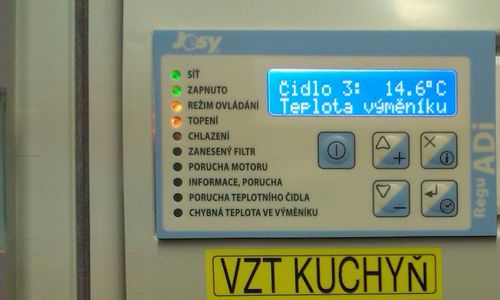 Jesy
SÍŤ
ZAPNUTO
REŽIM OVLÁDÁNÍ
TOPENÍ
CHLAZENÍ
ZANESENÝ FILTR
PORUCHA MOTORU
INFORMACE, PORUCHA
PORUCHA TEPLOTNÍHO ČIDLA
CHYBNÁ TEPLOTA VE VÝMĚNÍKU
Čidlo 3: 14.6°C
Teplota výměníku
Regu ADi
VZT KUCHYŇ